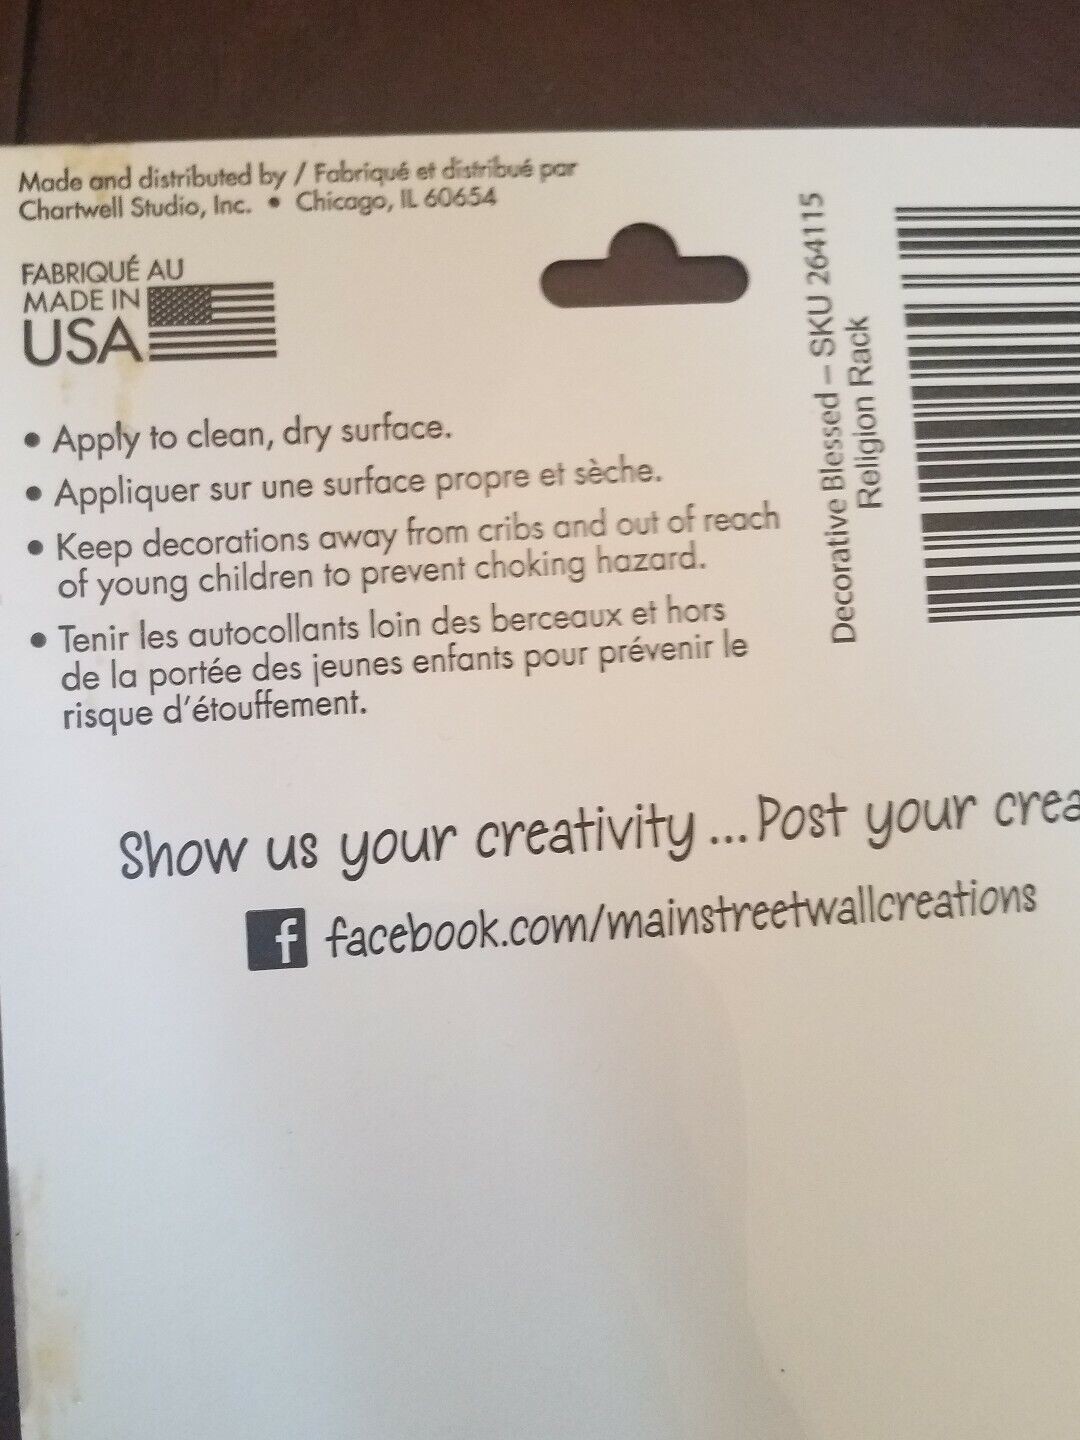 Made and distributed by / Fabriqué et distribué par
Chartwell Studio, Inc. • Chicago, IL 60654
FABRIQUÉ AU
MADE IN
USA
• Apply to clean, dry surface.
• Appliquer sur une surface propre et sèche.
• Keep decorations away from cribs and out of reach
of young children to prevent choking hazard.
• Tenir les autocollants loin des berceaux et hors
de la portée des jeunes enfants pour prévenir le
risque d'étouffement.
Decorative Blessed – SKU 264115
Religion Rack
Show us your creativity ... Post your
f facebook.com/mainstreetwallcreations